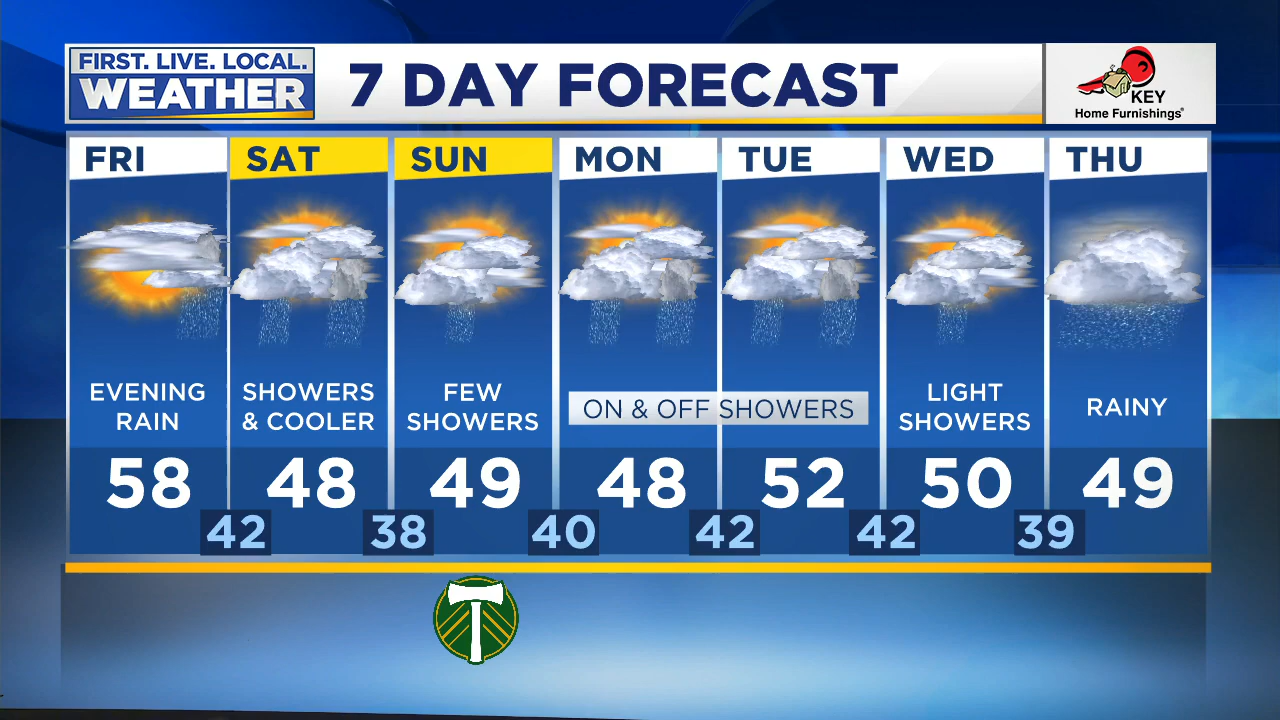 FIRST. LIVE. LOCAL.
WEATHER
7 DAY FORECAST
KEY
Home Furnishings®
FRI
SAT
SUN
MON
TUE
WED
THU
EVENING
RAIN
SHOWERS
& COOLER
FEW
SHOWERS
ON & OFF SHOWERS
LIGHT
SHOWERS
RAINY
58
48
49
48
52
50
49
42
38
40
42
42
39
T